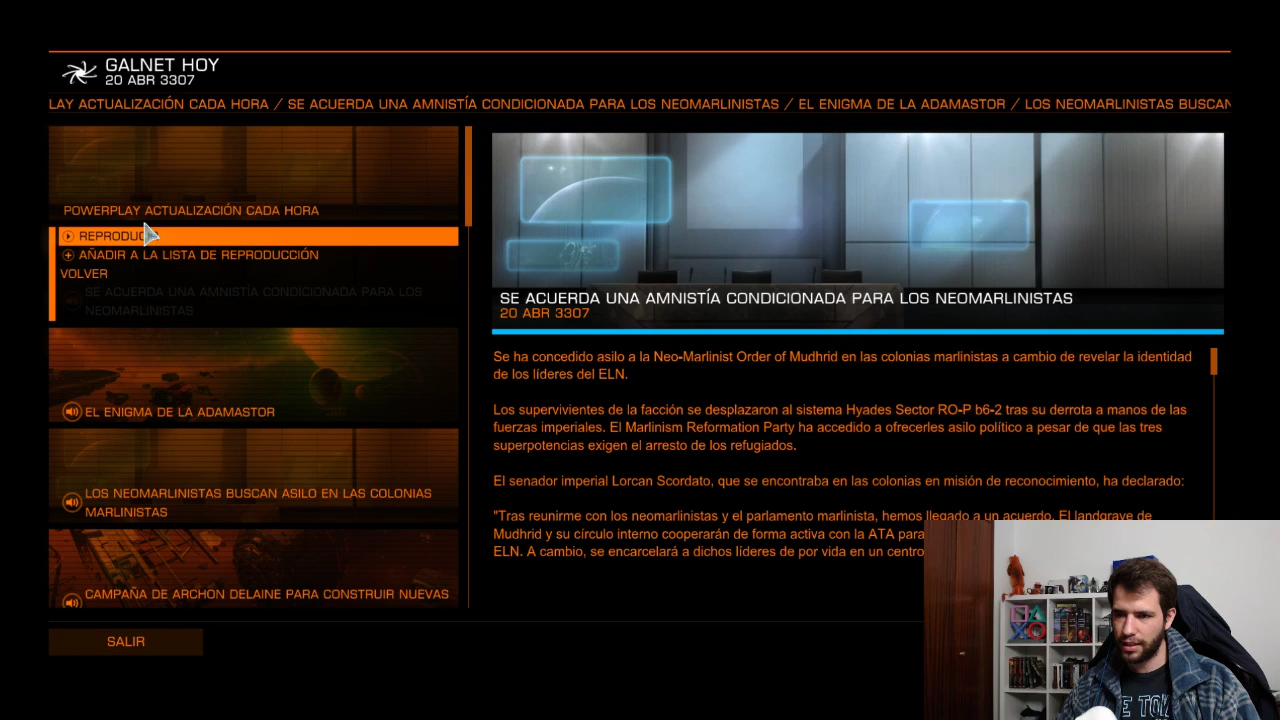 GALNET HOY
20 ABR 3307
LAY ACTUALIZACIÓN CADA HORA / SE ACUERDA UNA AMNISTÍA CONDICIONADA PARA LOS NEOMARLINISTAS / EL ENIGMA DE LA ADAMASTOR / LOS NEOMARLINISTAS BUSCAN
POWERPLAY ACTUALIZACIÓN CADA HORA
AÑADIR A LA LISTA DE REPRODUCCIÓN
VOLVER
SE ACUERDA UNA AMNISTÍA CONDICIONADA PARA LOS
NEOMARLINISTAS
EL ENIGMA DE LA ADAMASTOR
LOS NEOMARLINISTAS BUSCAN ASILO EN LAS COLONIAS
MARLINISTAS
CAMPAÑA DE ARCHON DELAINE PARA CONSTRUIR NUEVAS
SALIR
SE ACUERDA UNA AMNISTÍA CONDICIONADA PARA LOS NEOMARLINISTAS
20 ABR 3307
Se ha concedido asilo a la Neo-Marlinist Order of Mudhrid en las colonias marlinistas a cambio de revelar la identidad
de los líderes del ELN.
Los supervivientes de la facción se desplazaron al sistema Hyades Sector RO-P b6-2 tras su derrota a manos de las
fuerzas imperiales. El Marlinism Reformation Party ha accedido a ofrecerles asilo político a pesar de que las tres
superpotencias exigen el arresto de los refugiados.
El senador imperial Lorcan Scordato, que se encontraba en las colonias en misión de reconocimiento, ha declarado:
"Tras reunirme con los neomarlinistas y el parlamento marlinista, hemos llegado a un acuerdo. El landgrave de
Mudhrid y su círculo interno cooperarán de forma activa con la ATA para
ELN. A cambio, se encarcelará a dichos líderes de por vida en un centro